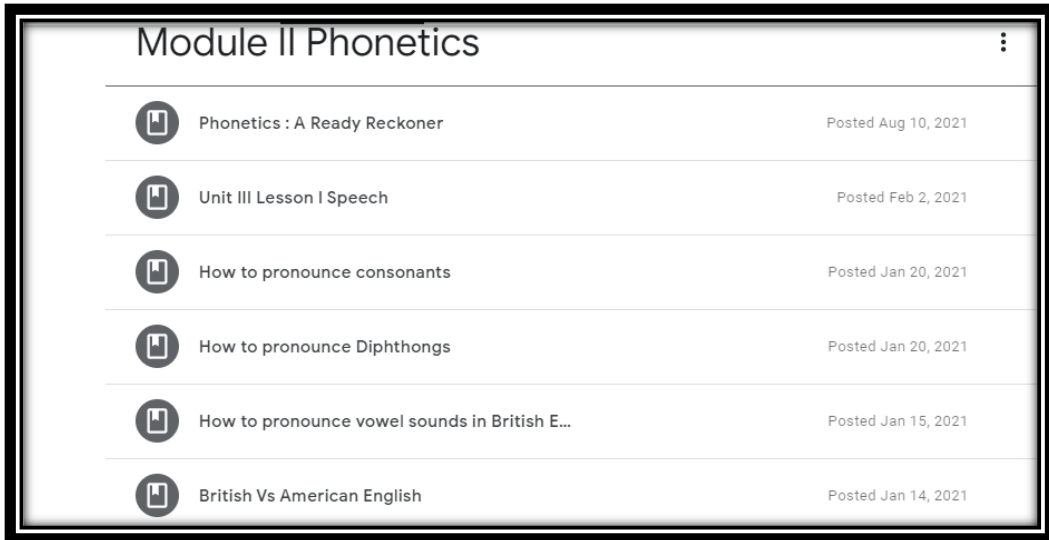 Module II Phonetics
Phonetics : A Ready Reckoner Posted Aug 10, 2021
Unit III Lesson I Speech Posted Feb 2, 2021
How to pronounce consonants Posted Jan 20, 2021
How to pronounce Diphthongs Posted Jan 20, 2021
How to pronounce vowel sounds in British E... Posted Jan 15, 2021
British Vs American English Posted Jan 14, 2021